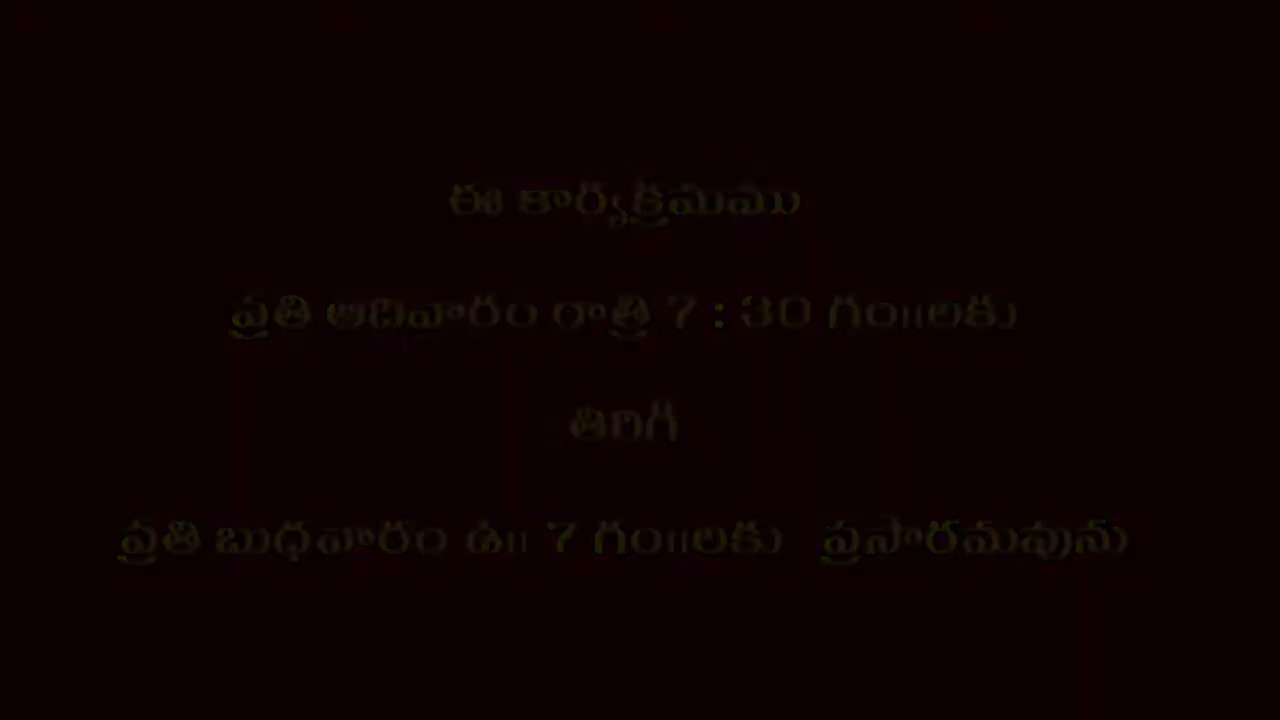 ఈ కార్యక్రమము
ప్రతి ఆదివారం రాత్రి 7 : 30 గం॥లకు
తిరిగి
ప్రతి బుధవారం ఉ॥ 7 గం॥లకు ప్రసారమవును